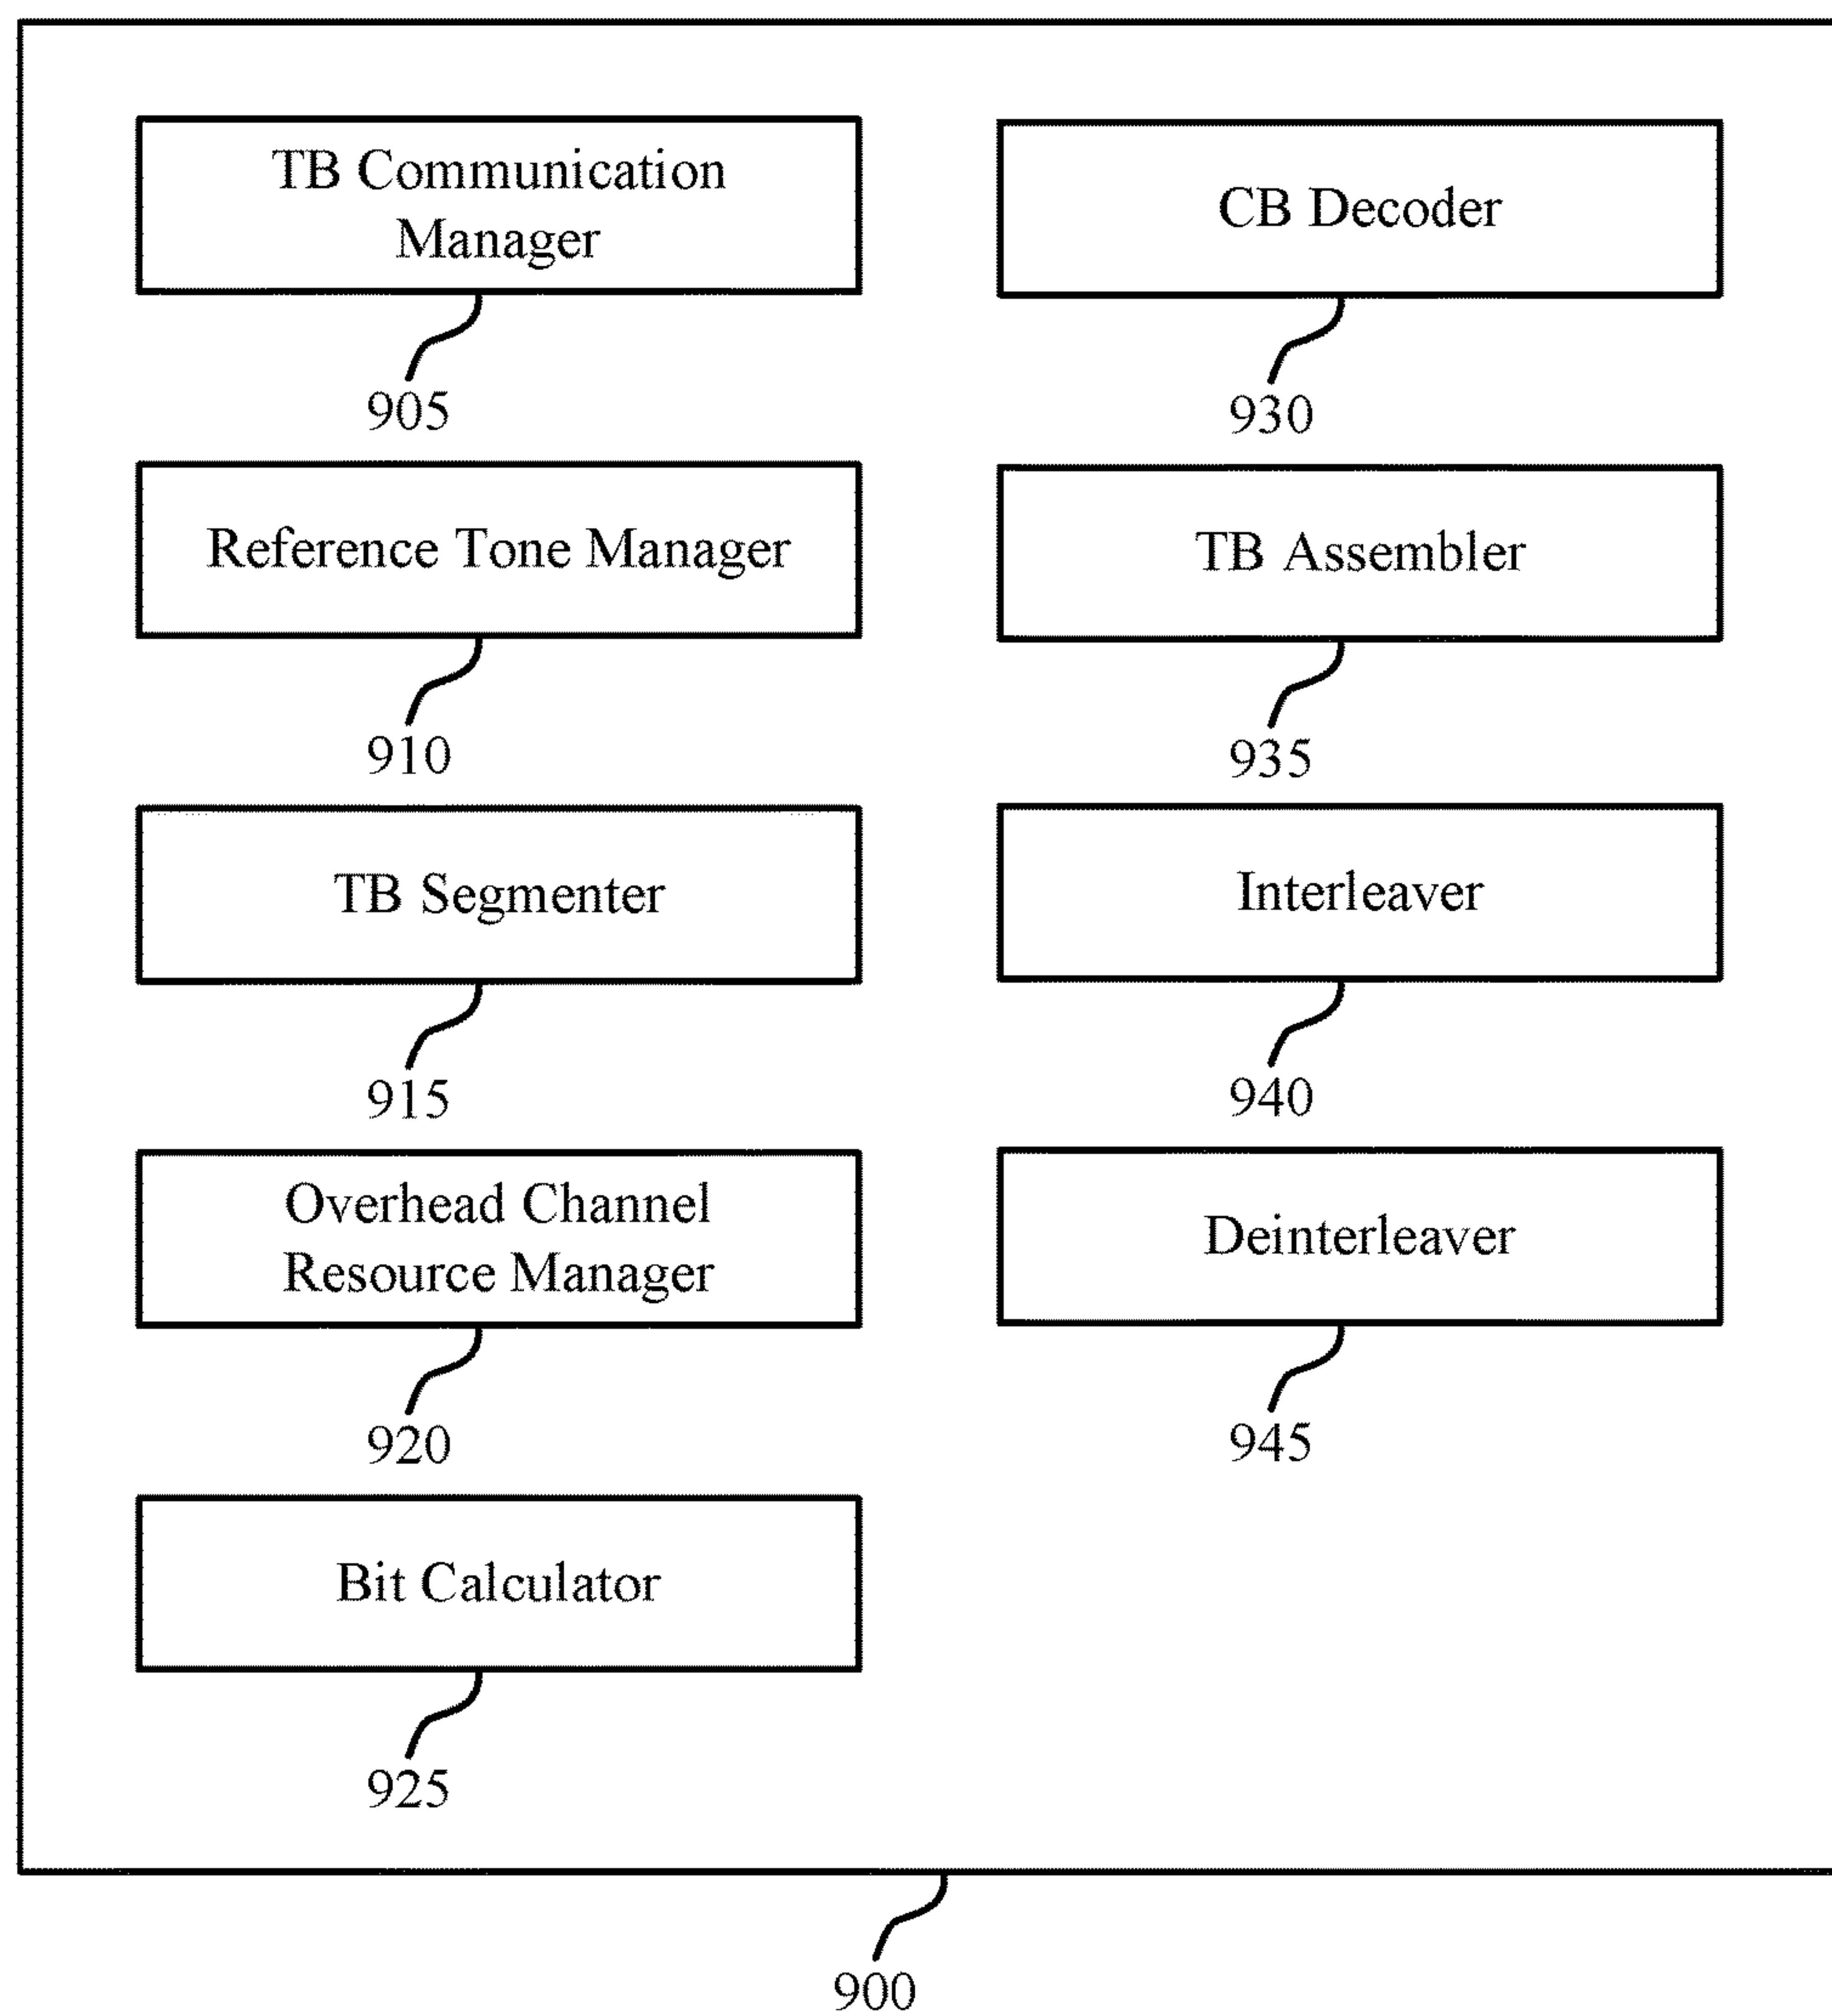 TB Communication
Manager
905
Reference Tone Manager
910
TB Segmenter
915
Overhead Channel
Resource Manager
920
Bit Calculator
925
CB Decoder
930
TB Assembler
935
Interleaver
940
Deinterleaver
945
900